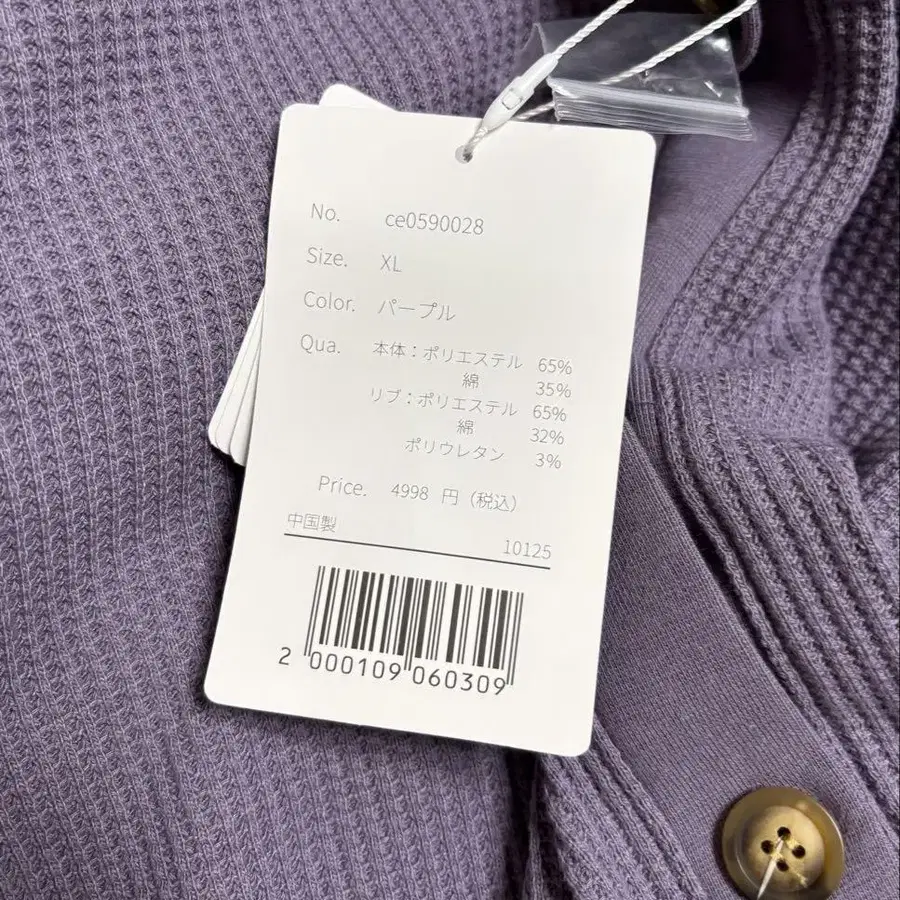 No. ce0590028
Size. XL
Color. パープル
Qua. 本体：ポリエステル 65%
綿 35%
リブ：ポリエステル 65%
綿 32%
ポリウレタン 3%
Price. 4998 円（税込）
中国製
10125
2 000109 060309